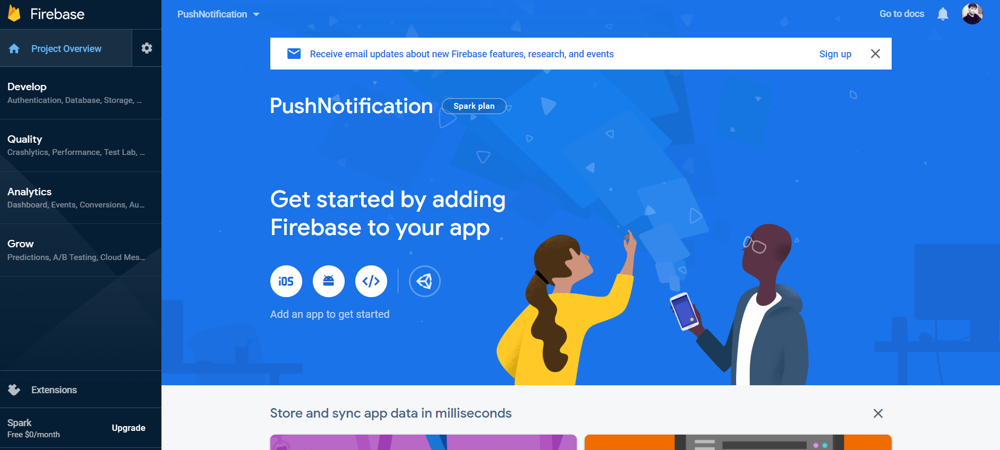 Firebase
PushNotification
Go to docs
Project Overview
Receive email updates about new Firebase features, research, and events
Sign up
Develop
Authentication, Database, Storage, ...
PushNotification
Spark plan
Quality
Crashlytics, Performance, Test Lab, ...
Analytics
Dashboard, Events, Conversions, Au...
Get started by adding
Firebase to your app
Grow
Predictions, A/B Testing, Cloud Mes...
iOS
</>
Add an app to get started
Extensions
Spark
Free $0/month
Upgrade
Store and sync app data in milliseconds